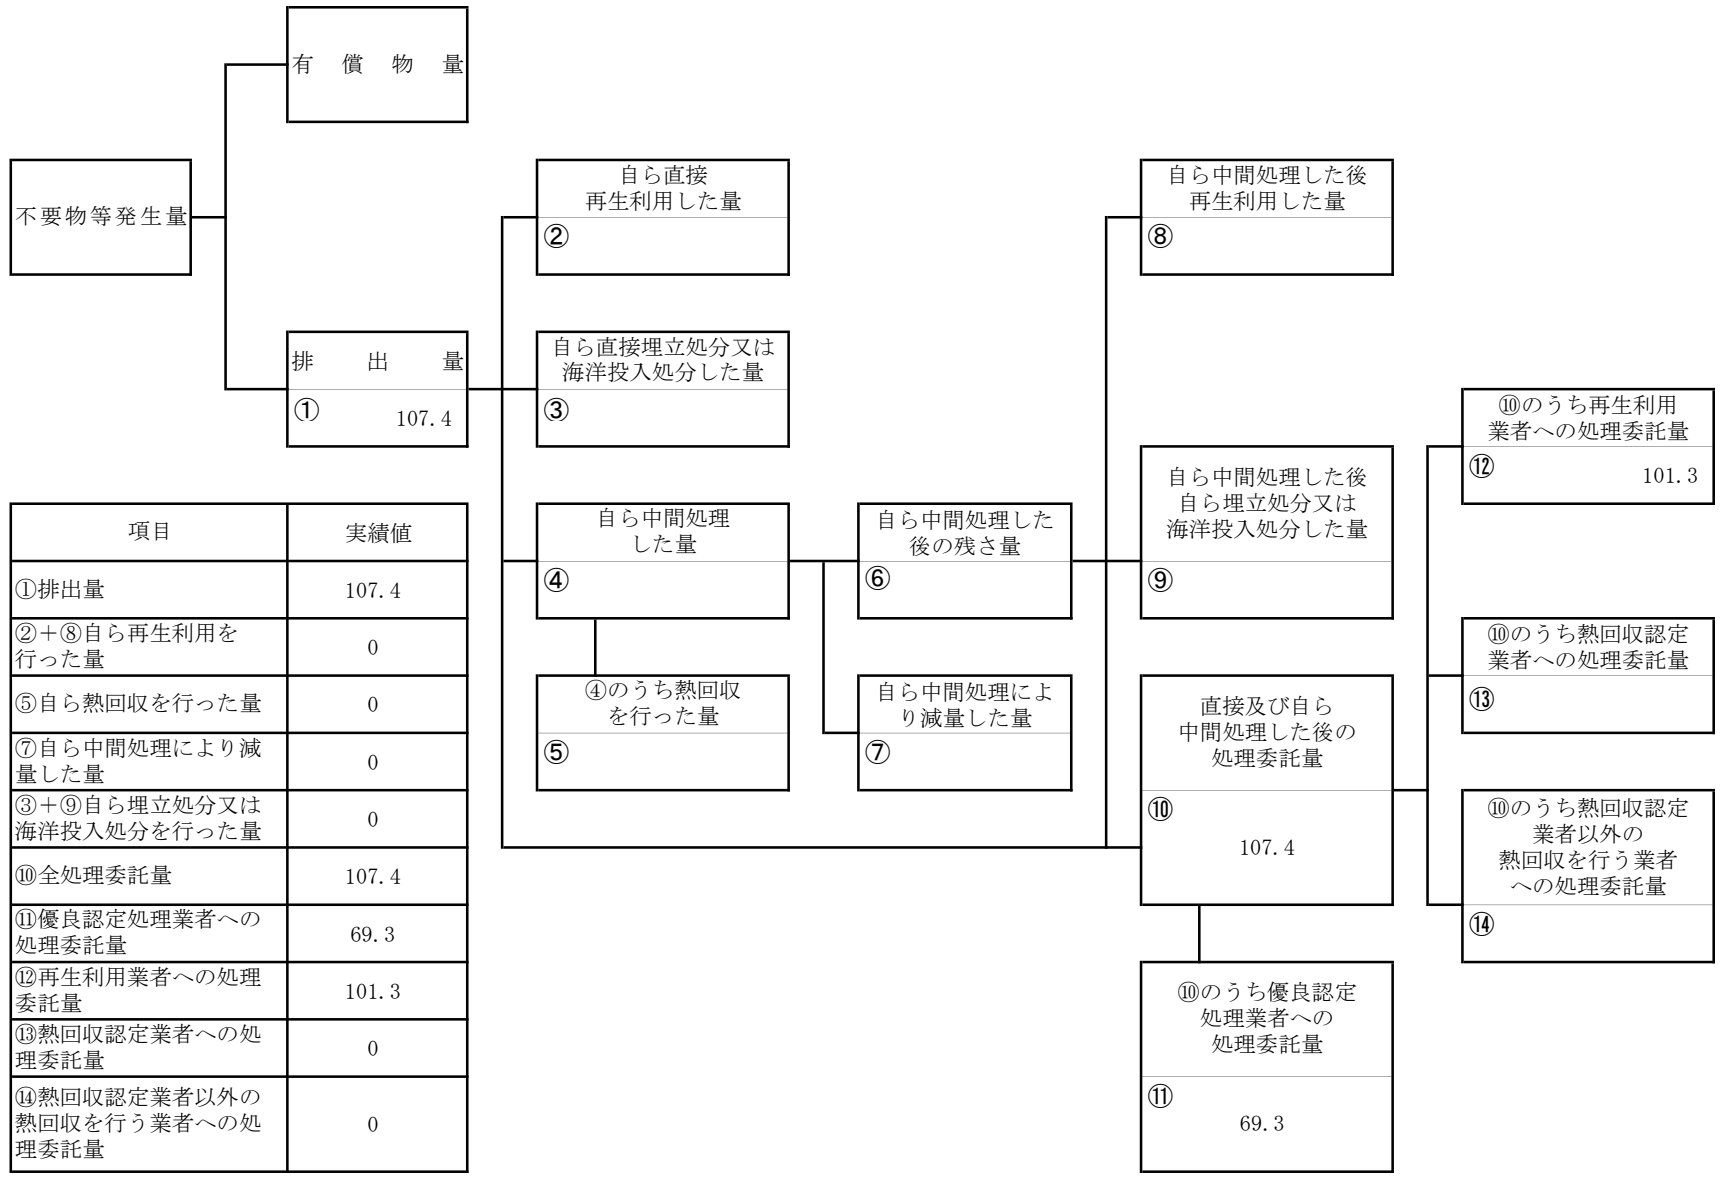 有償物量
不要物等発生量
排出量
①
107.4
自ら直接
再生利用した量
②
自ら直接埋立処分又は
海洋投入処分した量
③
自ら中間処理
した量
④
④のうち熱回収
を行った量
⑤
自ら中間処理した
後の残さ量
⑥
自ら中間処理によ
り減量した量
⑦
自ら中間処理した後
再生利用した量
⑧
自ら中間処理した後
自ら埋立処分又は
海洋投入処分した量
⑨
直接及び自ら
中間処理した後の
処理委託量
⑩
107.4
⑩のうち優良認定
処理業者への
処理委託量
⑪
69.3
⑩のうち再生利用
業者への処理委託量
⑫
101.3
⑩のうち熱回収認定
業者への処理委託量
⑬
⑩のうち熱回収認定
業者以外の
熱回収を行う業者
への処理委託量
⑭
項目 実績値
①排出量 107.4
②＋⑧自ら再生利用を
行った量 0
⑤自ら熱回収を行った量 0
⑦自ら中間処理により減
量した量 0
③＋⑨自ら埋立処分又は
海洋投入処分を行った量 0
⑩全処理委託量 107.4
⑪優良認定処理業者への
処理委託量 69.3
⑫再生利用業者への処理
委託量 101.3
⑬熱回収認定業者への処
理委託量 0
⑭熱回収認定業者以外の
熱回収を行う業者への処
理委託量 0